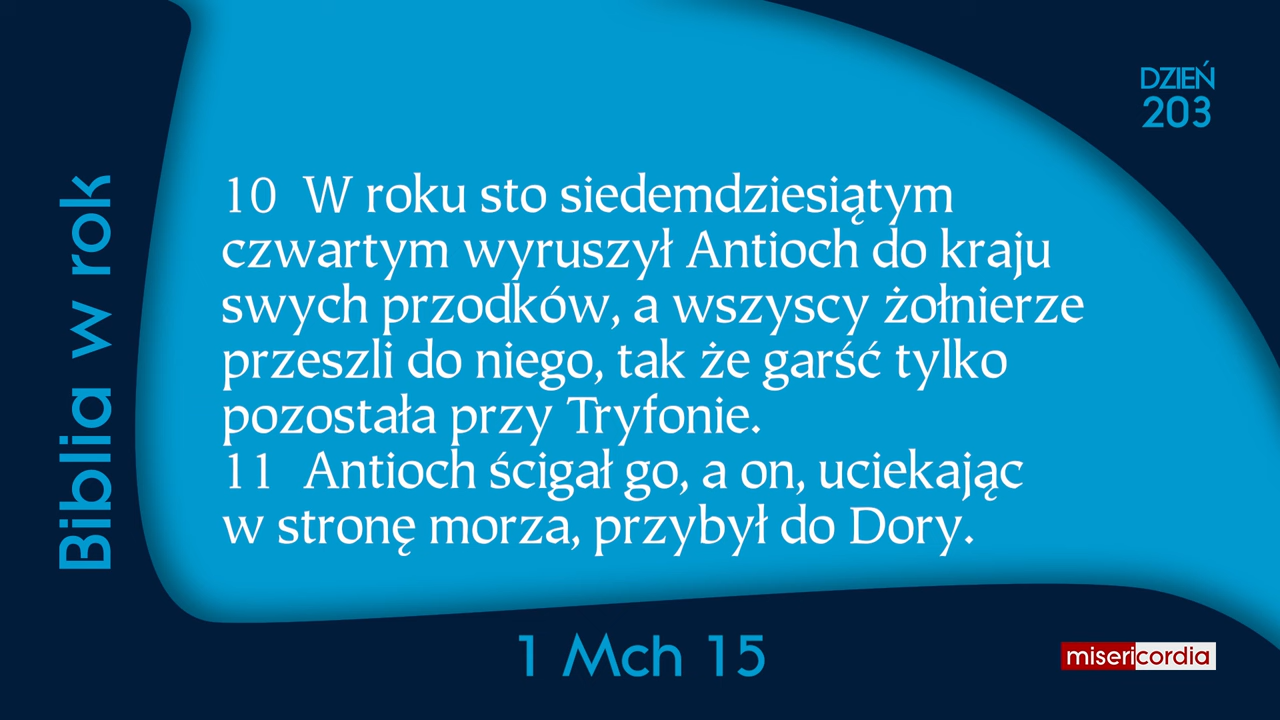 DZIEŃ
203
Biblia w rok
10 W roku sto siedemdziesiątym
czwartym wyruszył Antioch do kraju
swych przodków, a wszyscy żołnierze
przeszli do niego, tak że garść tylko
pozostała przy Tryfonie.
11 Antioch ścigał go, a on, uciekając
w stronę morza, przybył do Dory.
1 Mch 15
misericordia